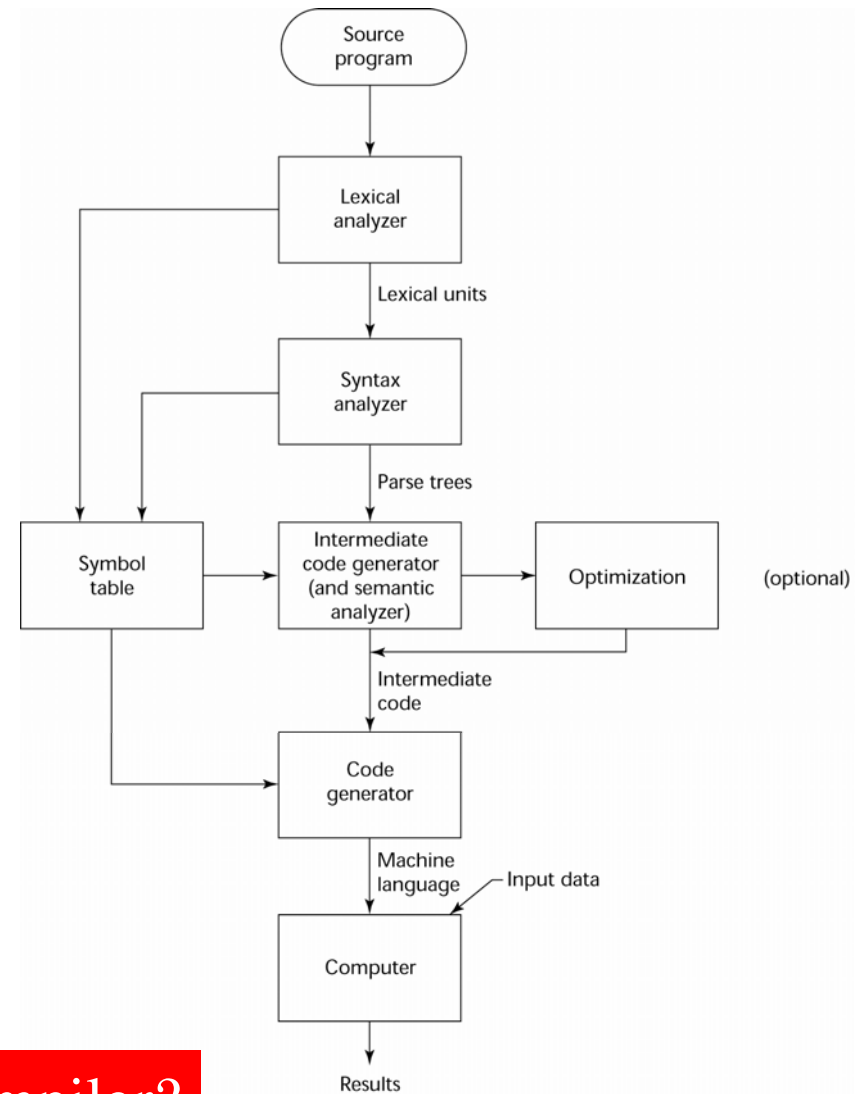 Source
program
Lexical
analyzer
Lexical units
Syntax
analyzer
Parse trees
Symbol
table
Intermediate
code generator
(and semantic
analyzer)
Optimization
(optional)
Intermediate
code
Code
generator
Machine
language
Input data
Computer
Results